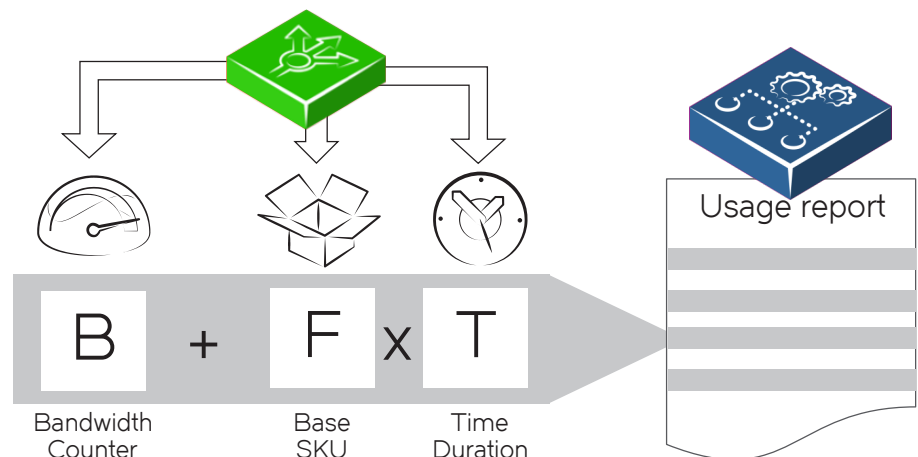 Usage report
B + F x T
Bandwidth
Counter
Base
SKU
Time
Duration